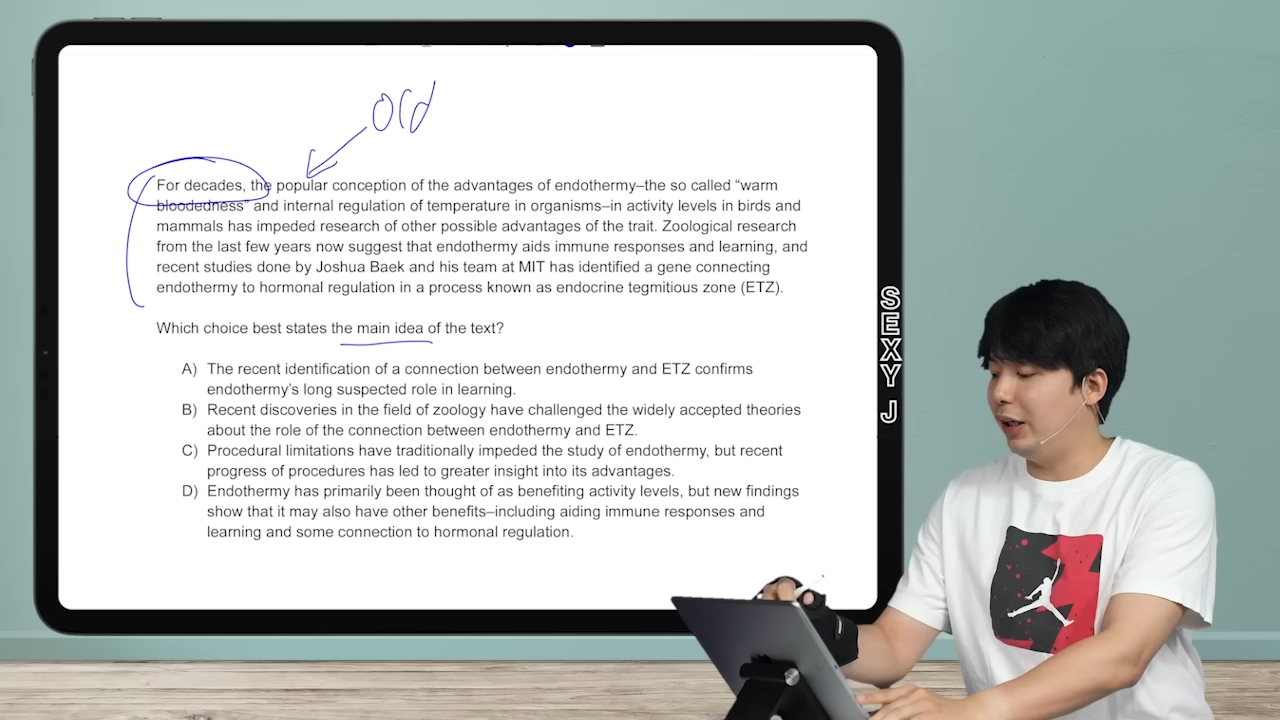 Old
For decades, the popular conception of the advantages of endothermy–the so called “warm
bloodedness” and internal regulation of temperature in organisms–in activity levels in birds and
mammals has impeded research of other possible advantages of the trait. Zoological research
from the last few years now suggest that endothermy aids immune responses and learning, and
recent studies done by Joshua Baek and his team at MIT has identified a gene connecting
endothermy to hormonal regulation in a process known as endocrine tegmitious zone (ETZ).
Which choice best states the main idea of the text?
A) The recent identification of a connection between endothermy and ETZ confirms
endothermy’s long suspected role in learning.
B) Recent discoveries in the field of zoology have challenged the widely accepted theories
about the role of the connection between endothermy and ETZ.
C) Procedural limitations have traditionally impeded the study of endothermy, but recent
progress of procedures has led to greater insight into its advantages.
D) Endothermy has primarily been thought of as benefiting activity levels, but new findings
show that it may also have other benefits–including aiding immune responses and
learning and some connection to hormonal regulation.
SEXY J